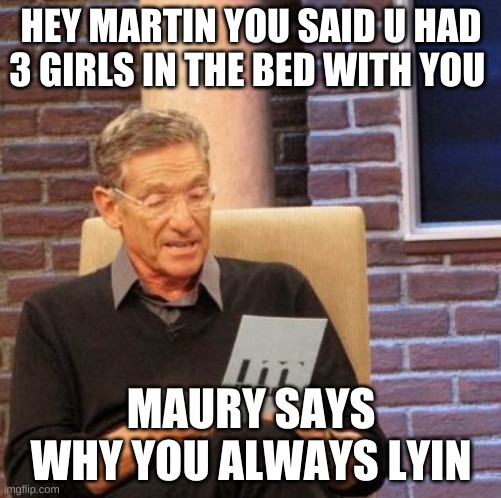 HEY MARTIN YOU SAID U HAD
3 GIRLS IN THE BED WITH YOU
MAURY SAYS
WHY YOU ALWAYS LYIN
imgflip.com